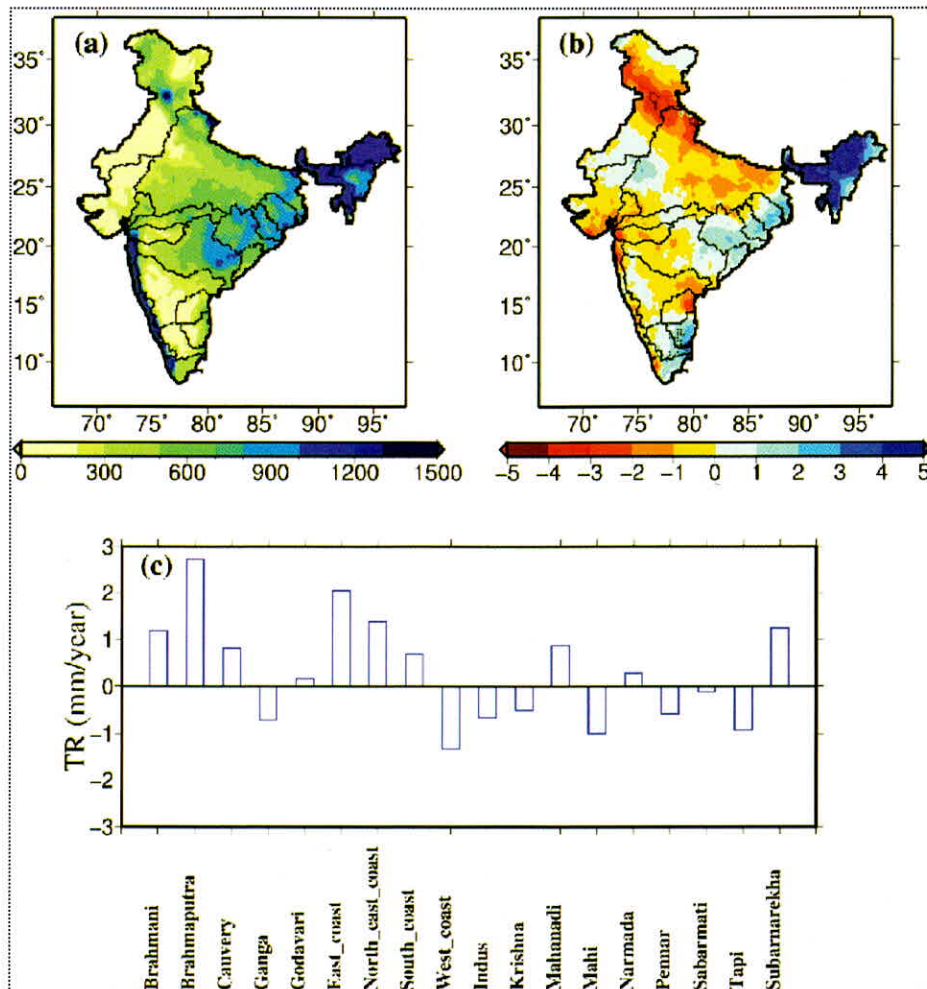 (a) (b)
35° 35°
30° 30°
25° 25°
20° 20°
15° 15°
10° 10°
70° 75° 80° 85° 90° 95° 70° 75° 80° 85° 90° 95°
0 300 600 900 1200 1500 -5 -4 -3 -2 -1 0 1 2 3 4 5
(c)
TR (mm/year)
3
2
1
0
-1
-2
-3
Brahmani
Brahmaputra
Cauvery
Ganga
Godavari
East_coast
North_east_coast
South_coast
West_coast
Indus
Krishna
Mahanadi
Mahi
Narmada
Pennar
Sabarmati
Tapi
Subarnarekha